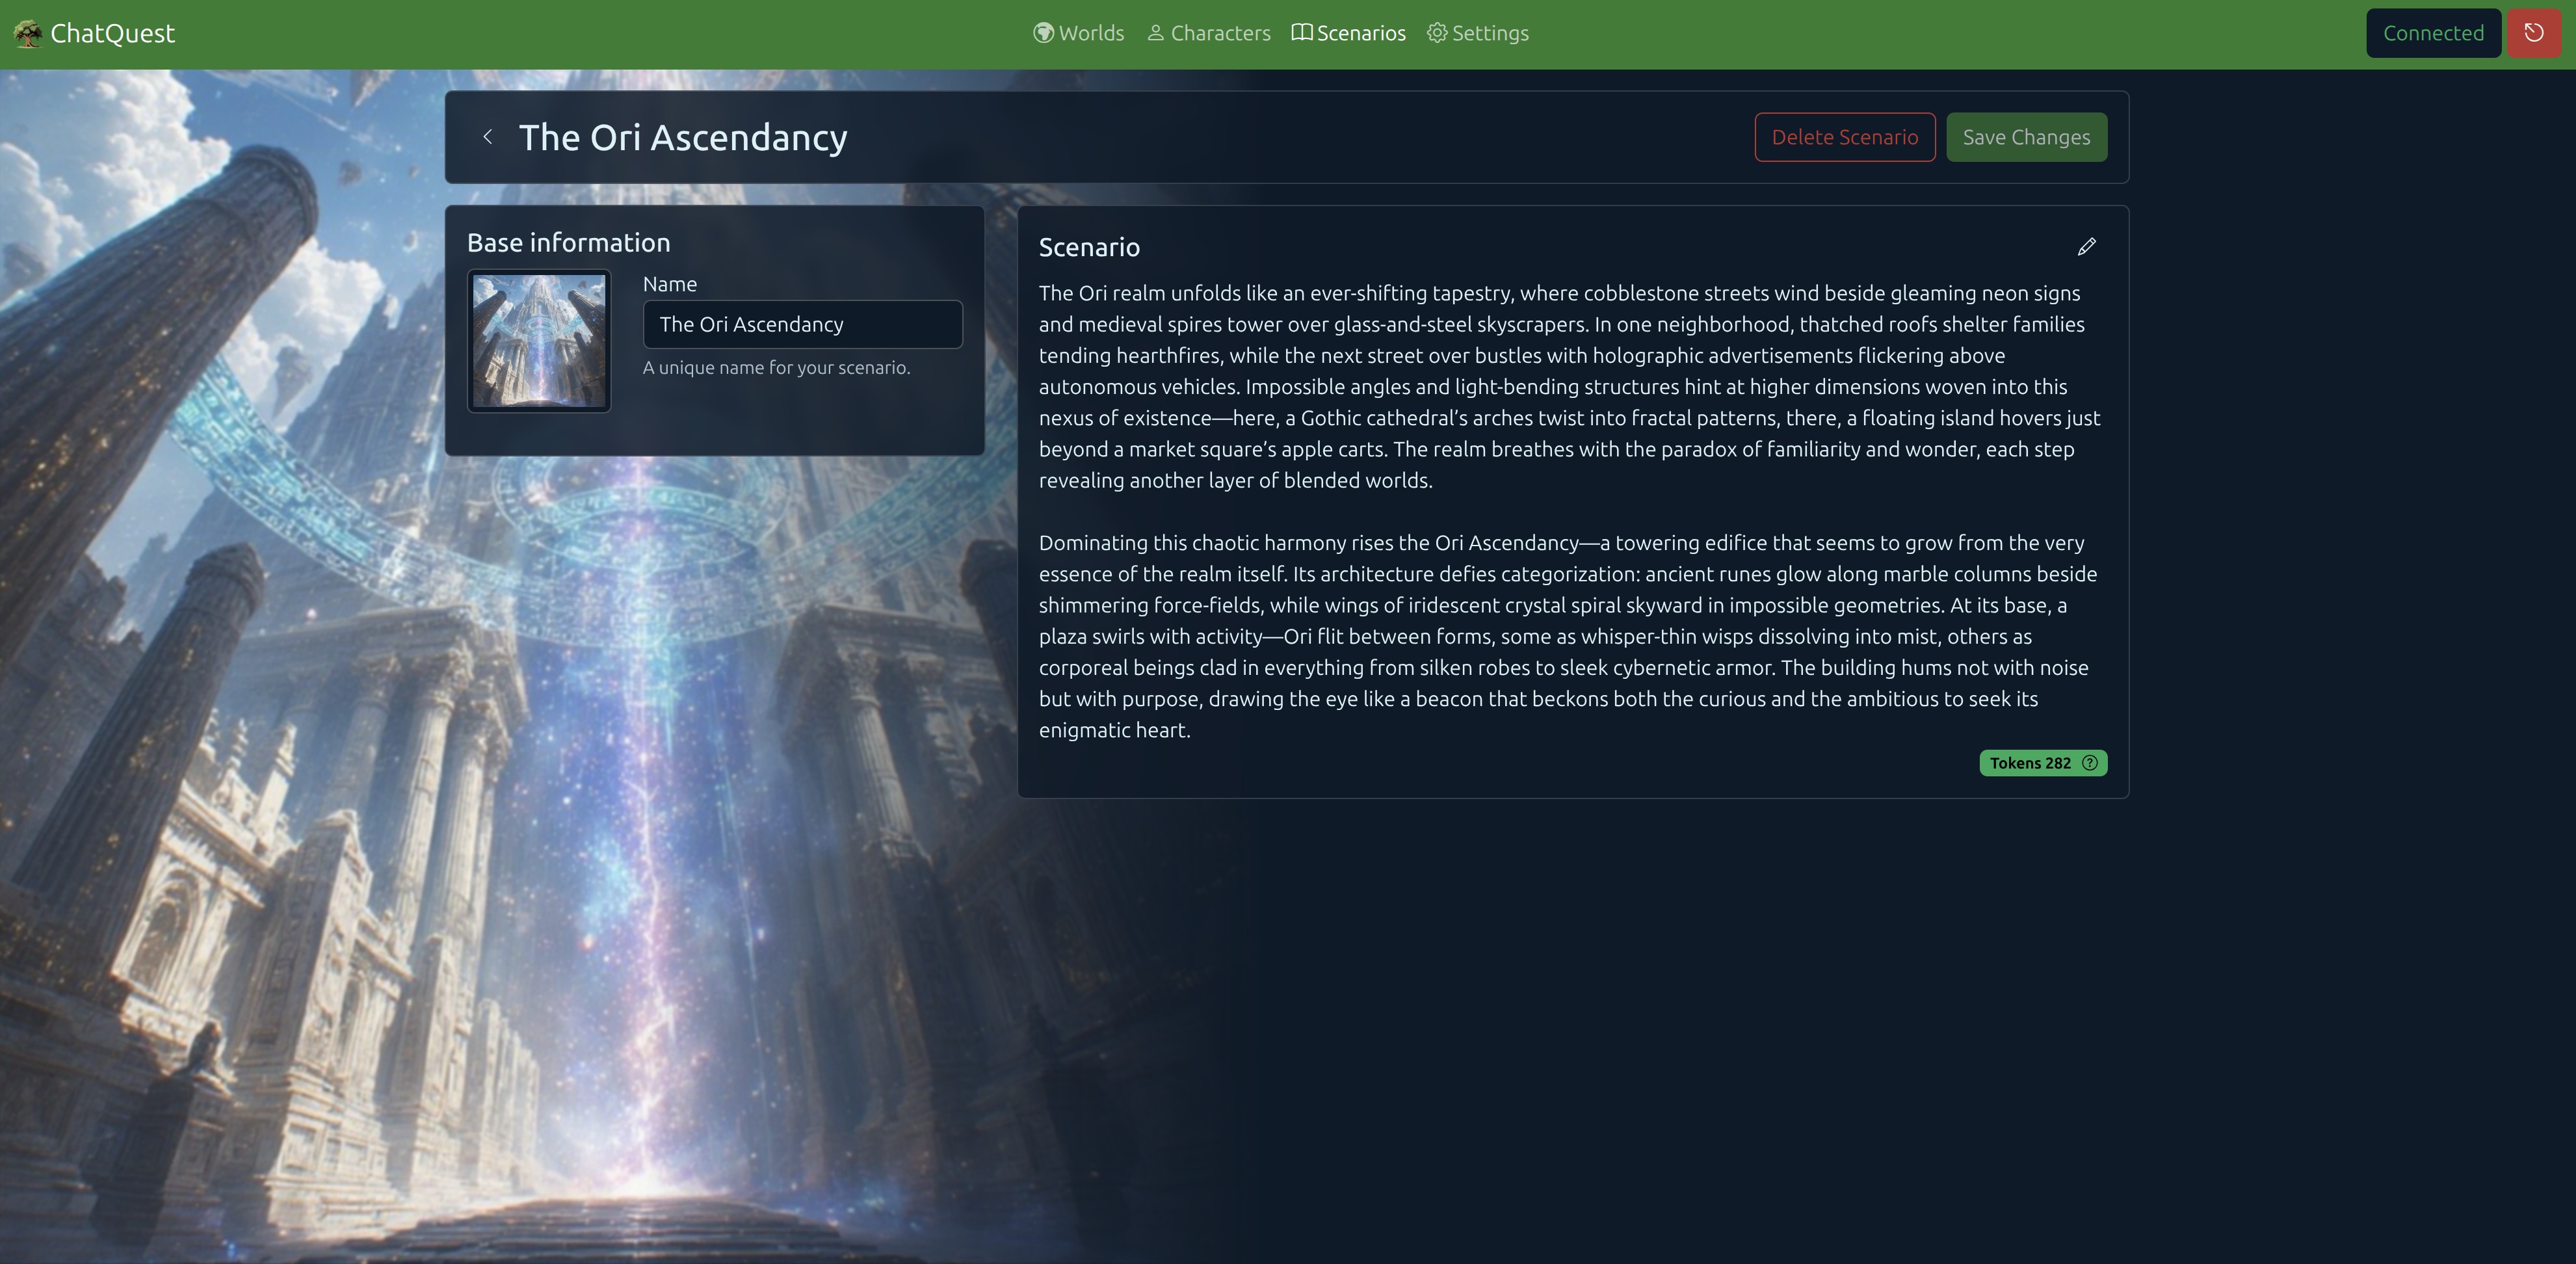 ChatQuest
Worlds
Characters
Scenarios
Settings
Connected
The Ori Ascendancy
Delete Scenario
Save Changes
Base information
Name
The Ori Ascendancy
A unique name for your scenario.
Scenario
The Ori realm unfolds like an ever-shifting tapestry, where cobblestone streets wind beside gleaming neon signs
and medieval spires tower over glass-and-steel skyscrapers. In one neighborhood, thatched roofs shelter families
tending hearthfires, while the next street over bustles with holographic advertisements flickering above
autonomous vehicles. Impossible angles and light-bending structures hint at higher dimensions woven into this
nexus of existence—here, a Gothic cathedral’s arches twist into fractal patterns, there, a floating island hovers just
beyond a market square’s apple carts. The realm breathes with the paradox of familiarity and wonder, each step
revealing another layer of blended worlds.
Dominating this chaotic harmony rises the Ori Ascendancy—a towering edifice that seems to grow from the very
essence of the realm itself. Its architecture defies categorization: ancient runes glow along marble columns beside
shimmering force-fields, while wings of iridescent crystal spiral skyward in impossible geometries. At its base, a
plaza swirls with activity—Ori flit between forms, some as whisper-thin wisps dissolving into mist, others as
corporeal beings clad in everything from silken robes to sleek cybernetic armor. The building hums not with noise
but with purpose, drawing the eye like a beacon that beckons both the curious and the ambitious to seek its
enigmatic heart.
Tokens 282